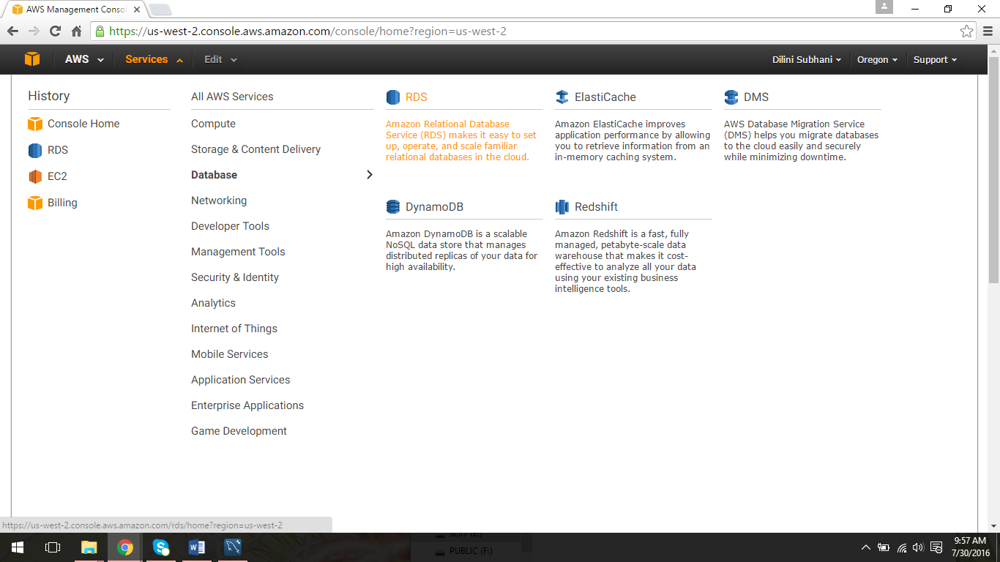 AWS Management Conso
https://us-west-2.console.aws.amazon.com/console/home?region=us-west-2
AWS Services Edit Dilini Subhani Oregon Support
History
Console Home
RDS
EC2
Billing
All AWS Services
Compute
Storage & Content Delivery
Database
Networking
Developer Tools
Management Tools
Security & Identity
Analytics
Internet of Things
Mobile Services
Application Services
Enterprise Applications
Game Development
RDS
Amazon Relational Database
Service (RDS) makes it easy to set
up, operate, and scale familiar
relational databases in the cloud.
ElastiCache
Amazon ElastiCache improves
application performance by allowing
you to retrieve information from an
in-memory caching system.
DMS
AWS Database Migration Service
(DMS) helps you migrate databases
to the cloud easily and securely
while minimizing downtime.
DynamoDB
Amazon DynamoDB is a scalable
NoSQL data store that manages
distributed replicas of your data for
high availability.
Redshift
Amazon Redshift is a fast, fully
managed, petabyte-scale data
warehouse that makes it cost-
effective to analyze all your data
using your existing business
intelligence tools.
https://us-west-2.console.aws.amazon.com/rds/home?region=us-west-2
PUBLIC (F:)
9:57 AM
7/30/2016